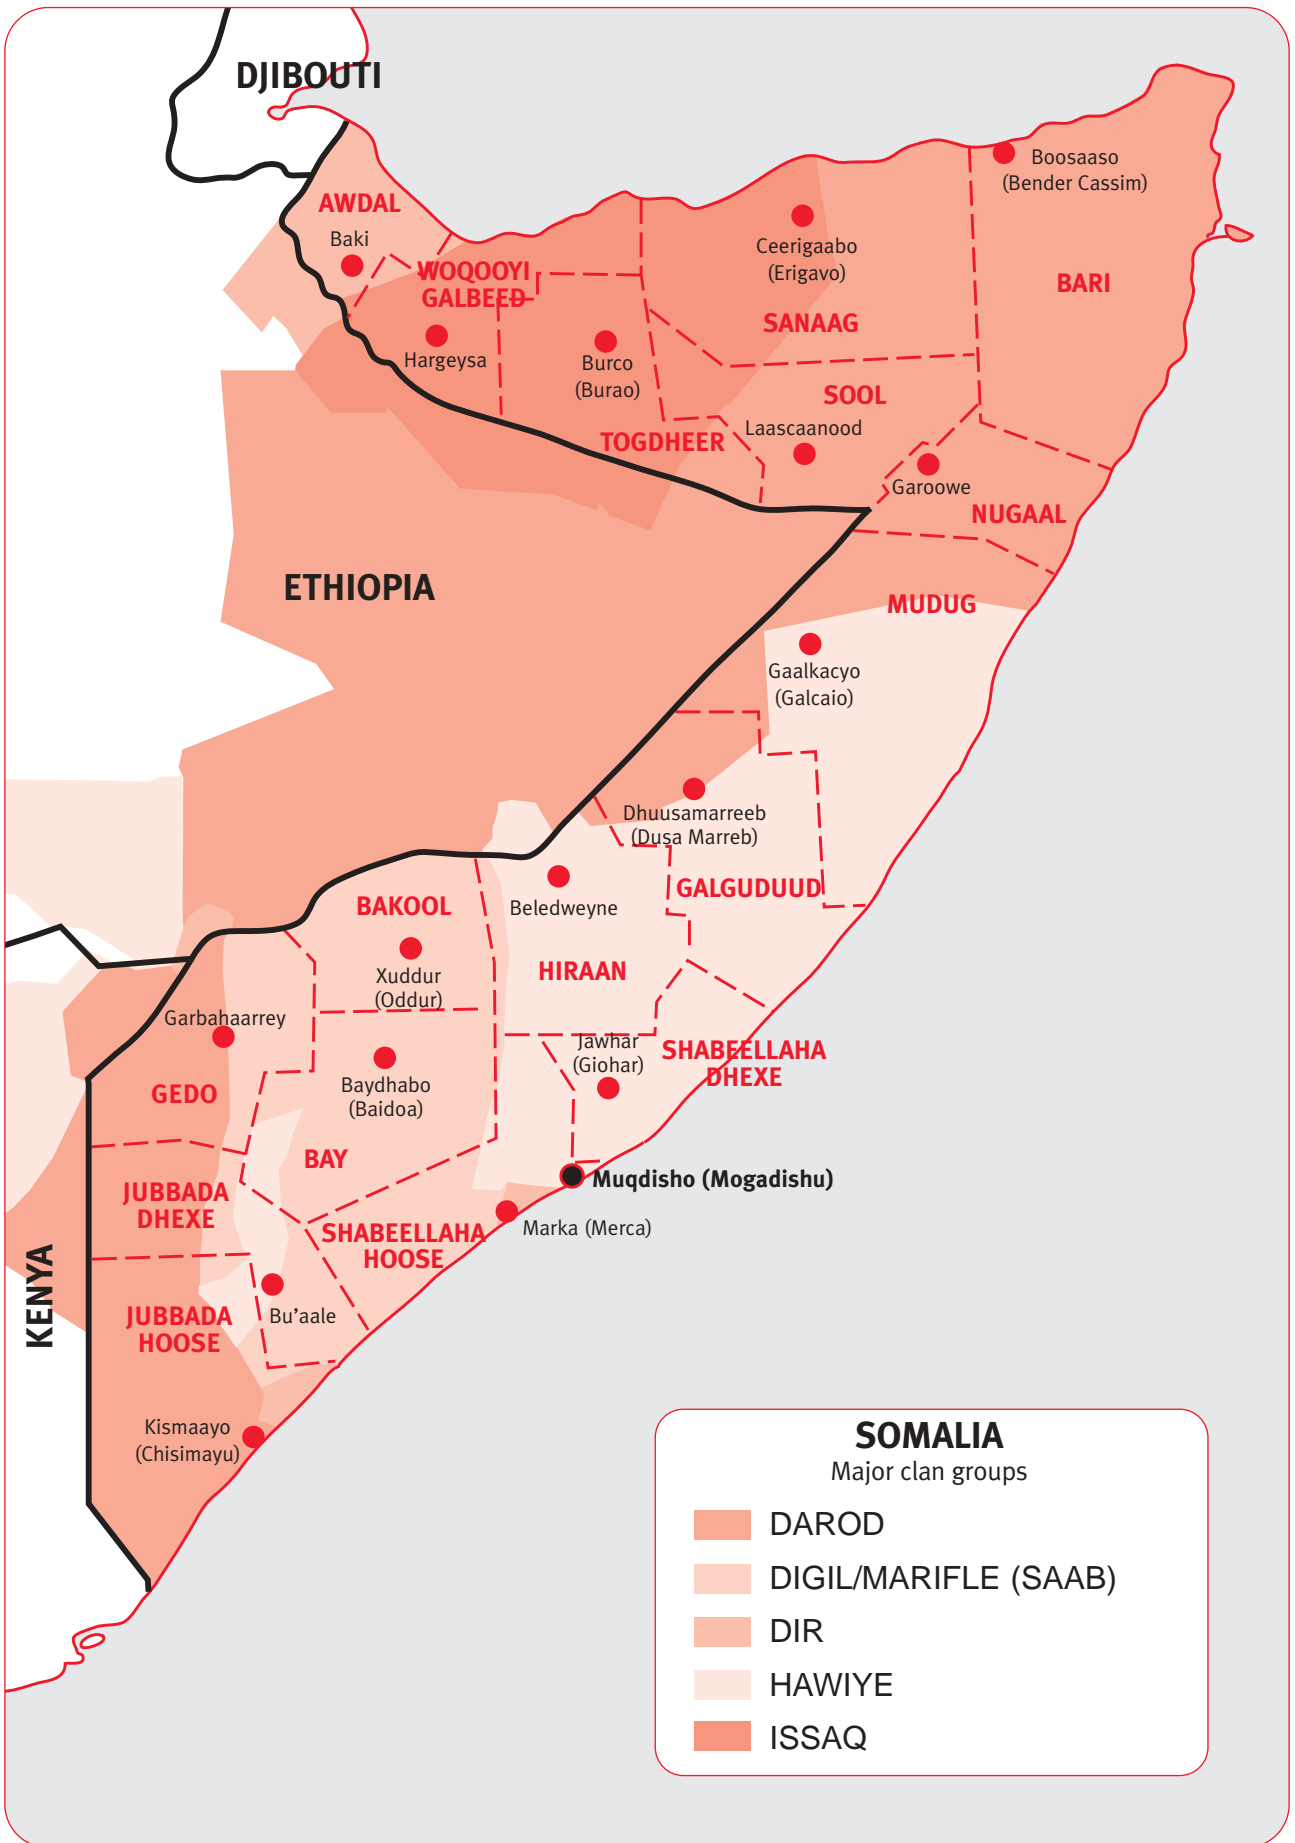 DJIBOUTI
Boosaaso
(Bender Cassim)
AWDAL
Baki
Ceerigaabo
(Erigavo)
WOQOOYI
GALBEED
BARI
SANAAG
Hargeysa
Burco
(Burao)
SOOL
Laascaanood
TOGDHEER
Garoowe
NUGAAL
ETHIOPIA
MUDUG
Gaalkacyo
(Galcaio)
Dhuusamarreeb
(Dusa Marreb)
GALGUDUUD
BAKOOL
Beledweyne
HIRAAN
Xuddur
(Oddur)
Garbahaarrey
Jawhar
(Giohar)
SHABEELLAHA
DHEXE
GEDO
Baydhabo
(Baidoa)
BAY
Muqdisho (Mogadishu)
JUBBADA
DHEXE
SHABEELLAHA
HOOSE
Marka (Merca)
KENYA
JUBBADA
HOOSE
Bu’aale
Kismaayo
(Chisimayu)
SOMALIA
Major clan groups
DAROD
DIGIL/MARIFLE (SAAB)
DIR
HAWIYE
ISSAQ